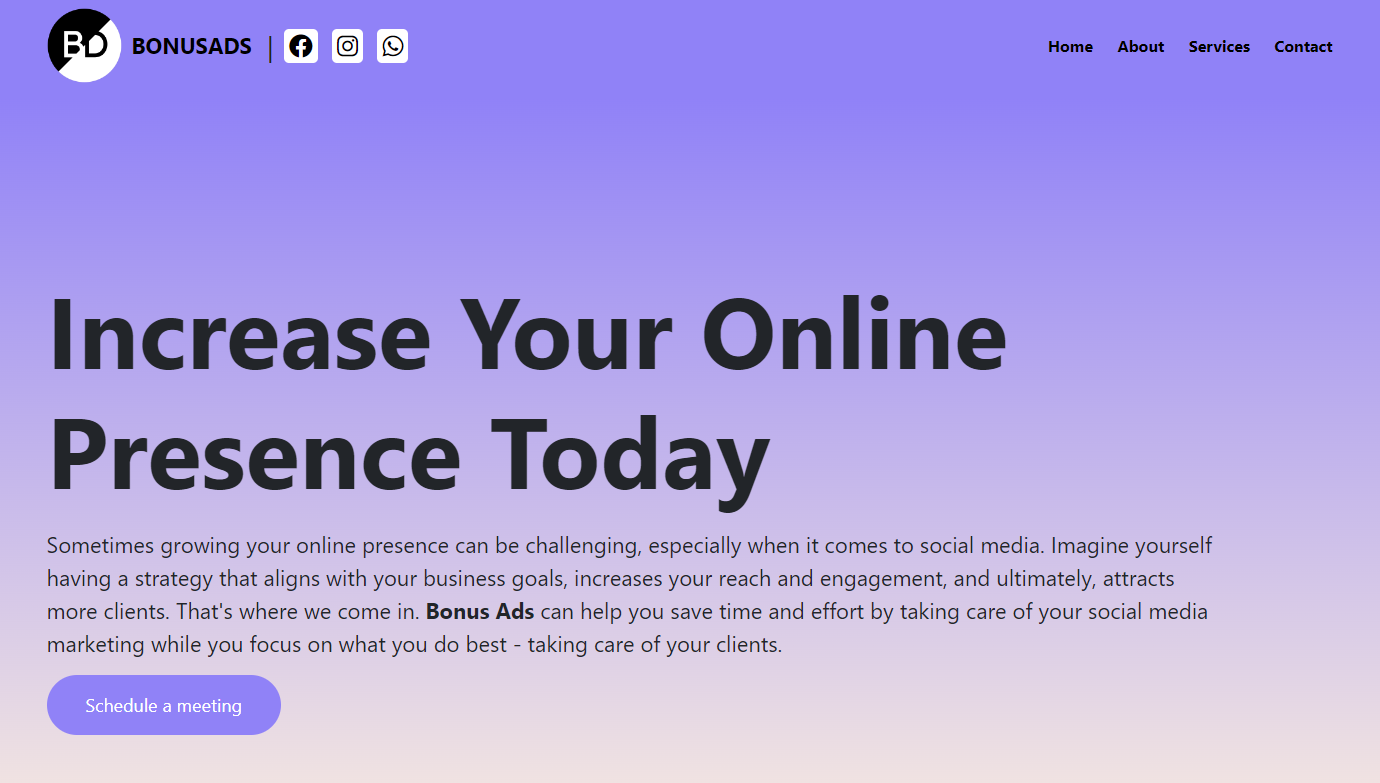 BD BONUSADS | Home About Services Contact
Increase Your Online
Presence Today
Sometimes growing your online presence can be challenging, especially when it comes to social media. Imagine yourself
having a strategy that aligns with your business goals, increases your reach and engagement, and ultimately, attracts
more clients. That's where we come in. Bonus Ads can help you save time and effort by taking care of your social media
marketing while you focus on what you do best - taking care of your clients.
Schedule a meeting